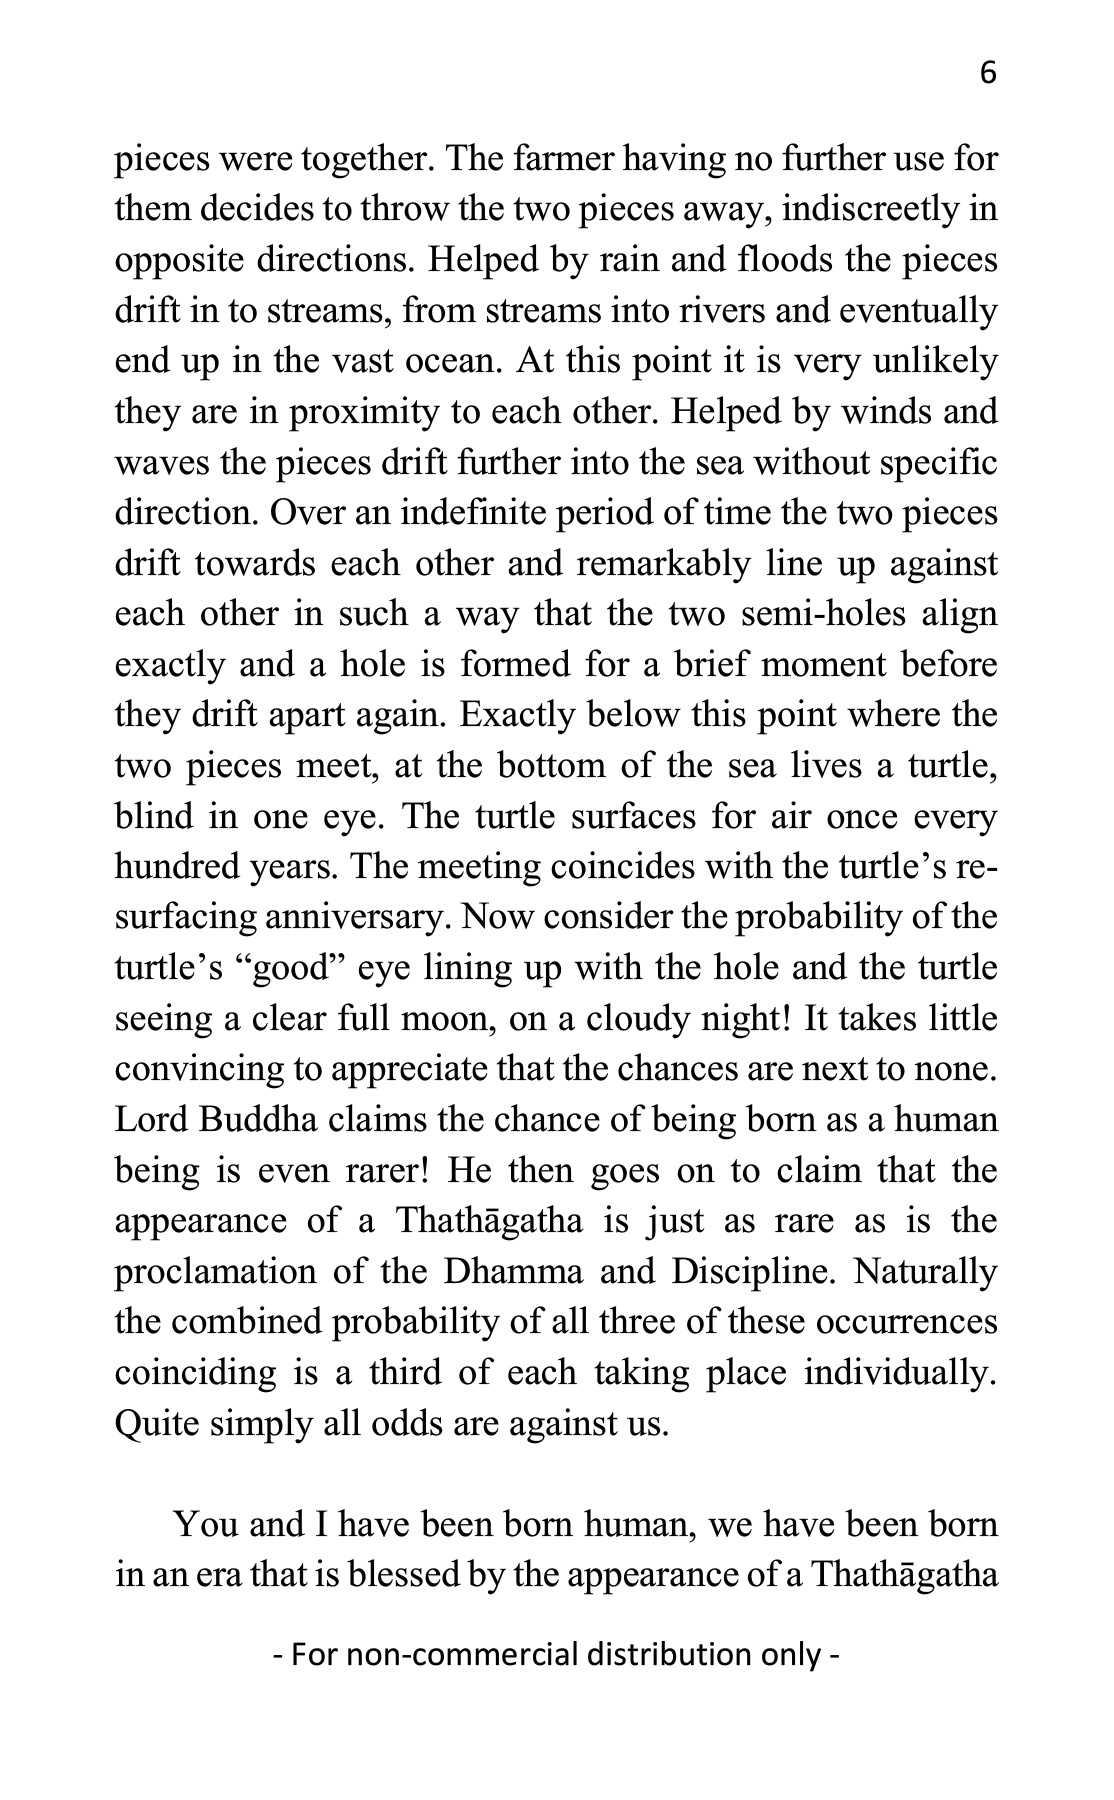 6
pieces were together. The farmer having no further use for
them decides to throw the two pieces away, indiscreetly in
opposite directions. Helped by rain and floods the pieces
drift in to streams, from streams into rivers and eventually
end up in the vast ocean. At this point it is very unlikely
they are in proximity to each other. Helped by winds and
waves the pieces drift further into the sea without specific
direction. Over an indefinite period of time the two pieces
drift towards each other and remarkably line up against
each other in such a way that the two semi-holes align
exactly and a hole is formed for a brief moment before
they drift apart again. Exactly below this point where the
two pieces meet, at the bottom of the sea lives a turtle,
blind in one eye. The turtle surfaces for air once every
hundred years. The meeting coincides with the turtle’s re-
surfacing anniversary. Now consider the probability of the
turtle’s “good” eye lining up with the hole and the turtle
seeing a clear full moon, on a cloudy night! It takes little
convincing to appreciate that the chances are next to none.
Lord Buddha claims the chance of being born as a human
being is even rarer! He then goes on to claim that the
appearance of a Thathāgatha is just as rare as is the
proclamation of the Dhamma and Discipline. Naturally
the combined probability of all three of these occurrences
coinciding is a third of each taking place individually.
Quite simply all odds are against us.
You and I have been born human, we have been born
in an era that is blessed by the appearance of a Thathāgatha
- For non-commercial distribution only -